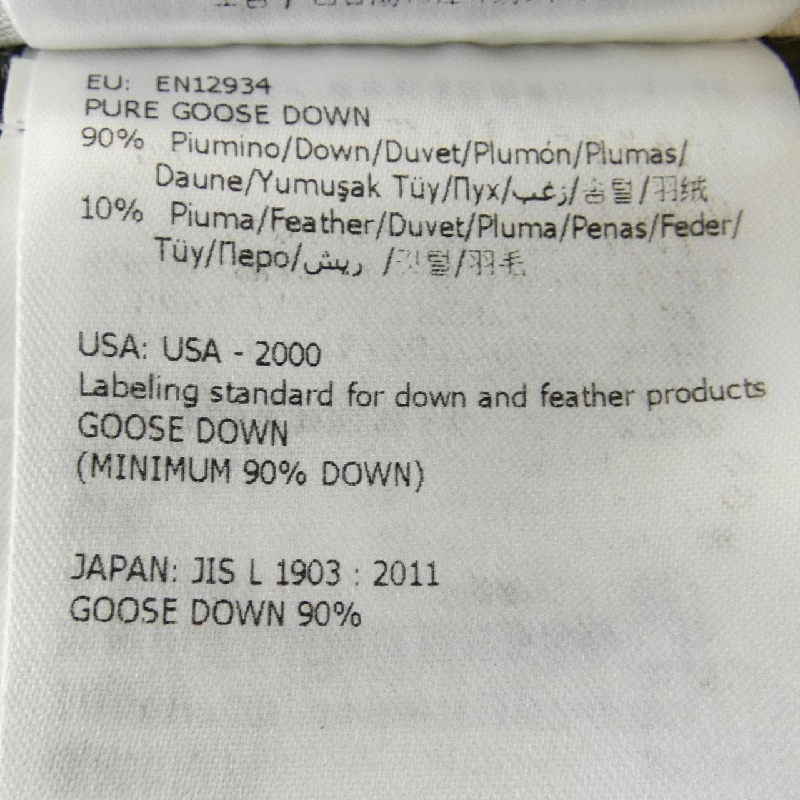 EU: EN12934
PURE GOOSE DOWN
90% Piumino/Down/Duvet/Plumón/Plumas/
Daune/Yumuşak Tüy/Пух/زغب/솜털/羽绒
10% Piuma/Feather/Duvet/Pluma/Penas/Feder/
Tüy/Перо/ریش /깃털/羽毛
USA: USA - 2000
Labeling standard for down and feather products
GOOSE DOWN
(MINIMUM 90% DOWN)
JAPAN: JIS L 1903 : 2011
GOOSE DOWN 90%